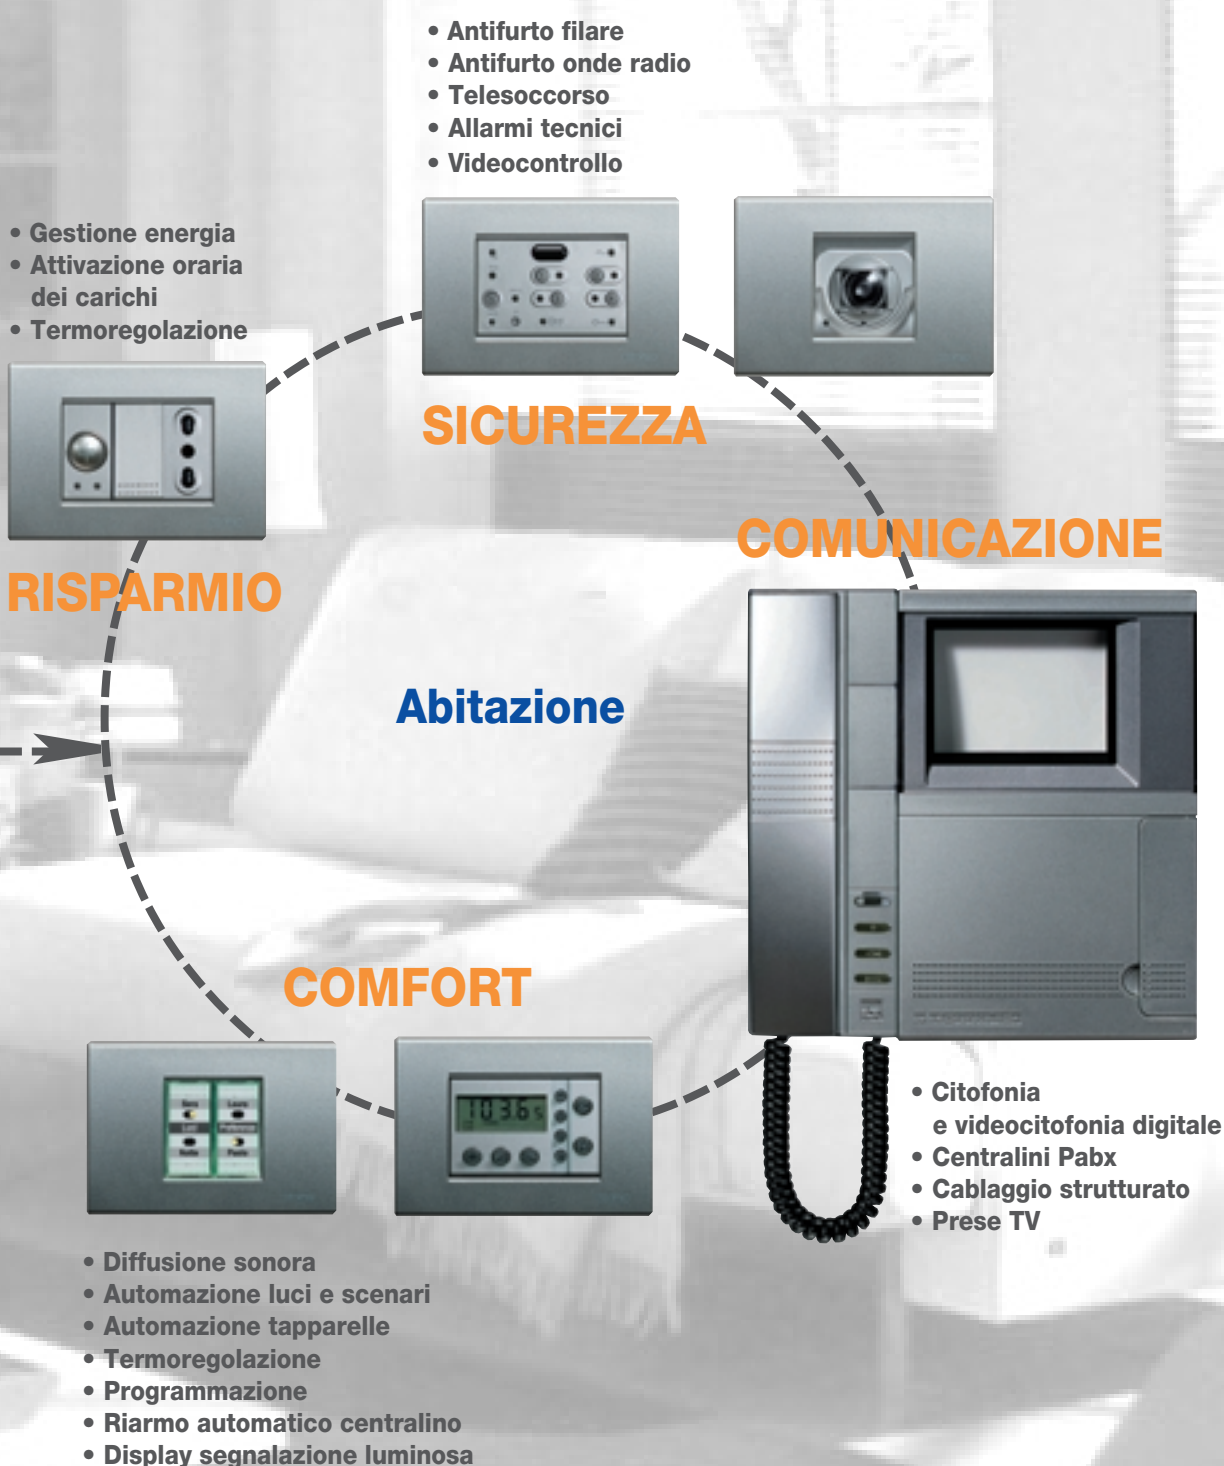 • Antifurto filare
• Antifurto onde radio
• Telesoccorso
• Allarmi tecnici
• Videocontrollo
• Gestione energia
• Attivazione oraria
dei carichi
• Termoregolazione
SICUREZZA
COMUNICAZIONE
RISPARMIO
Abitazione
COMFORT
103.6 s
• Citofonia
e videocitofonia digitale
• Centralini Pabx
• Cablaggio strutturato
• Prese TV
• Diffusione sonora
• Automazione luci e scenari
• Automazione tapparelle
• Termoregolazione
• Programmazione
• Riarmo automatico centralino
• Display segnalazione luminosa